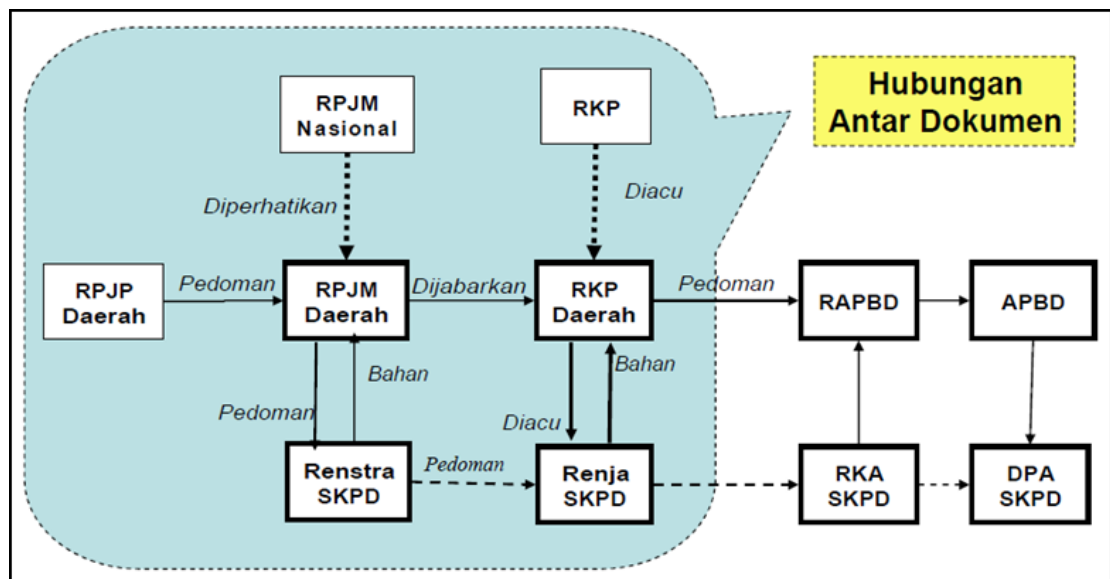 Hubungan
Antar Dokumen
RPJM
Nasional
RKP
Diperhatikan
Diacu
RPJP
Daerah
Pedoman
RPJM
Daerah
Dijabarkan
RKP
Daerah
Pedoman
RAPBD
APBD
Pedoman
Bahan
Diacu
Bahan
Renstra
SKPD
Pedoman
Renja
SKPD
RKA
SKPD
DPA
SKPD